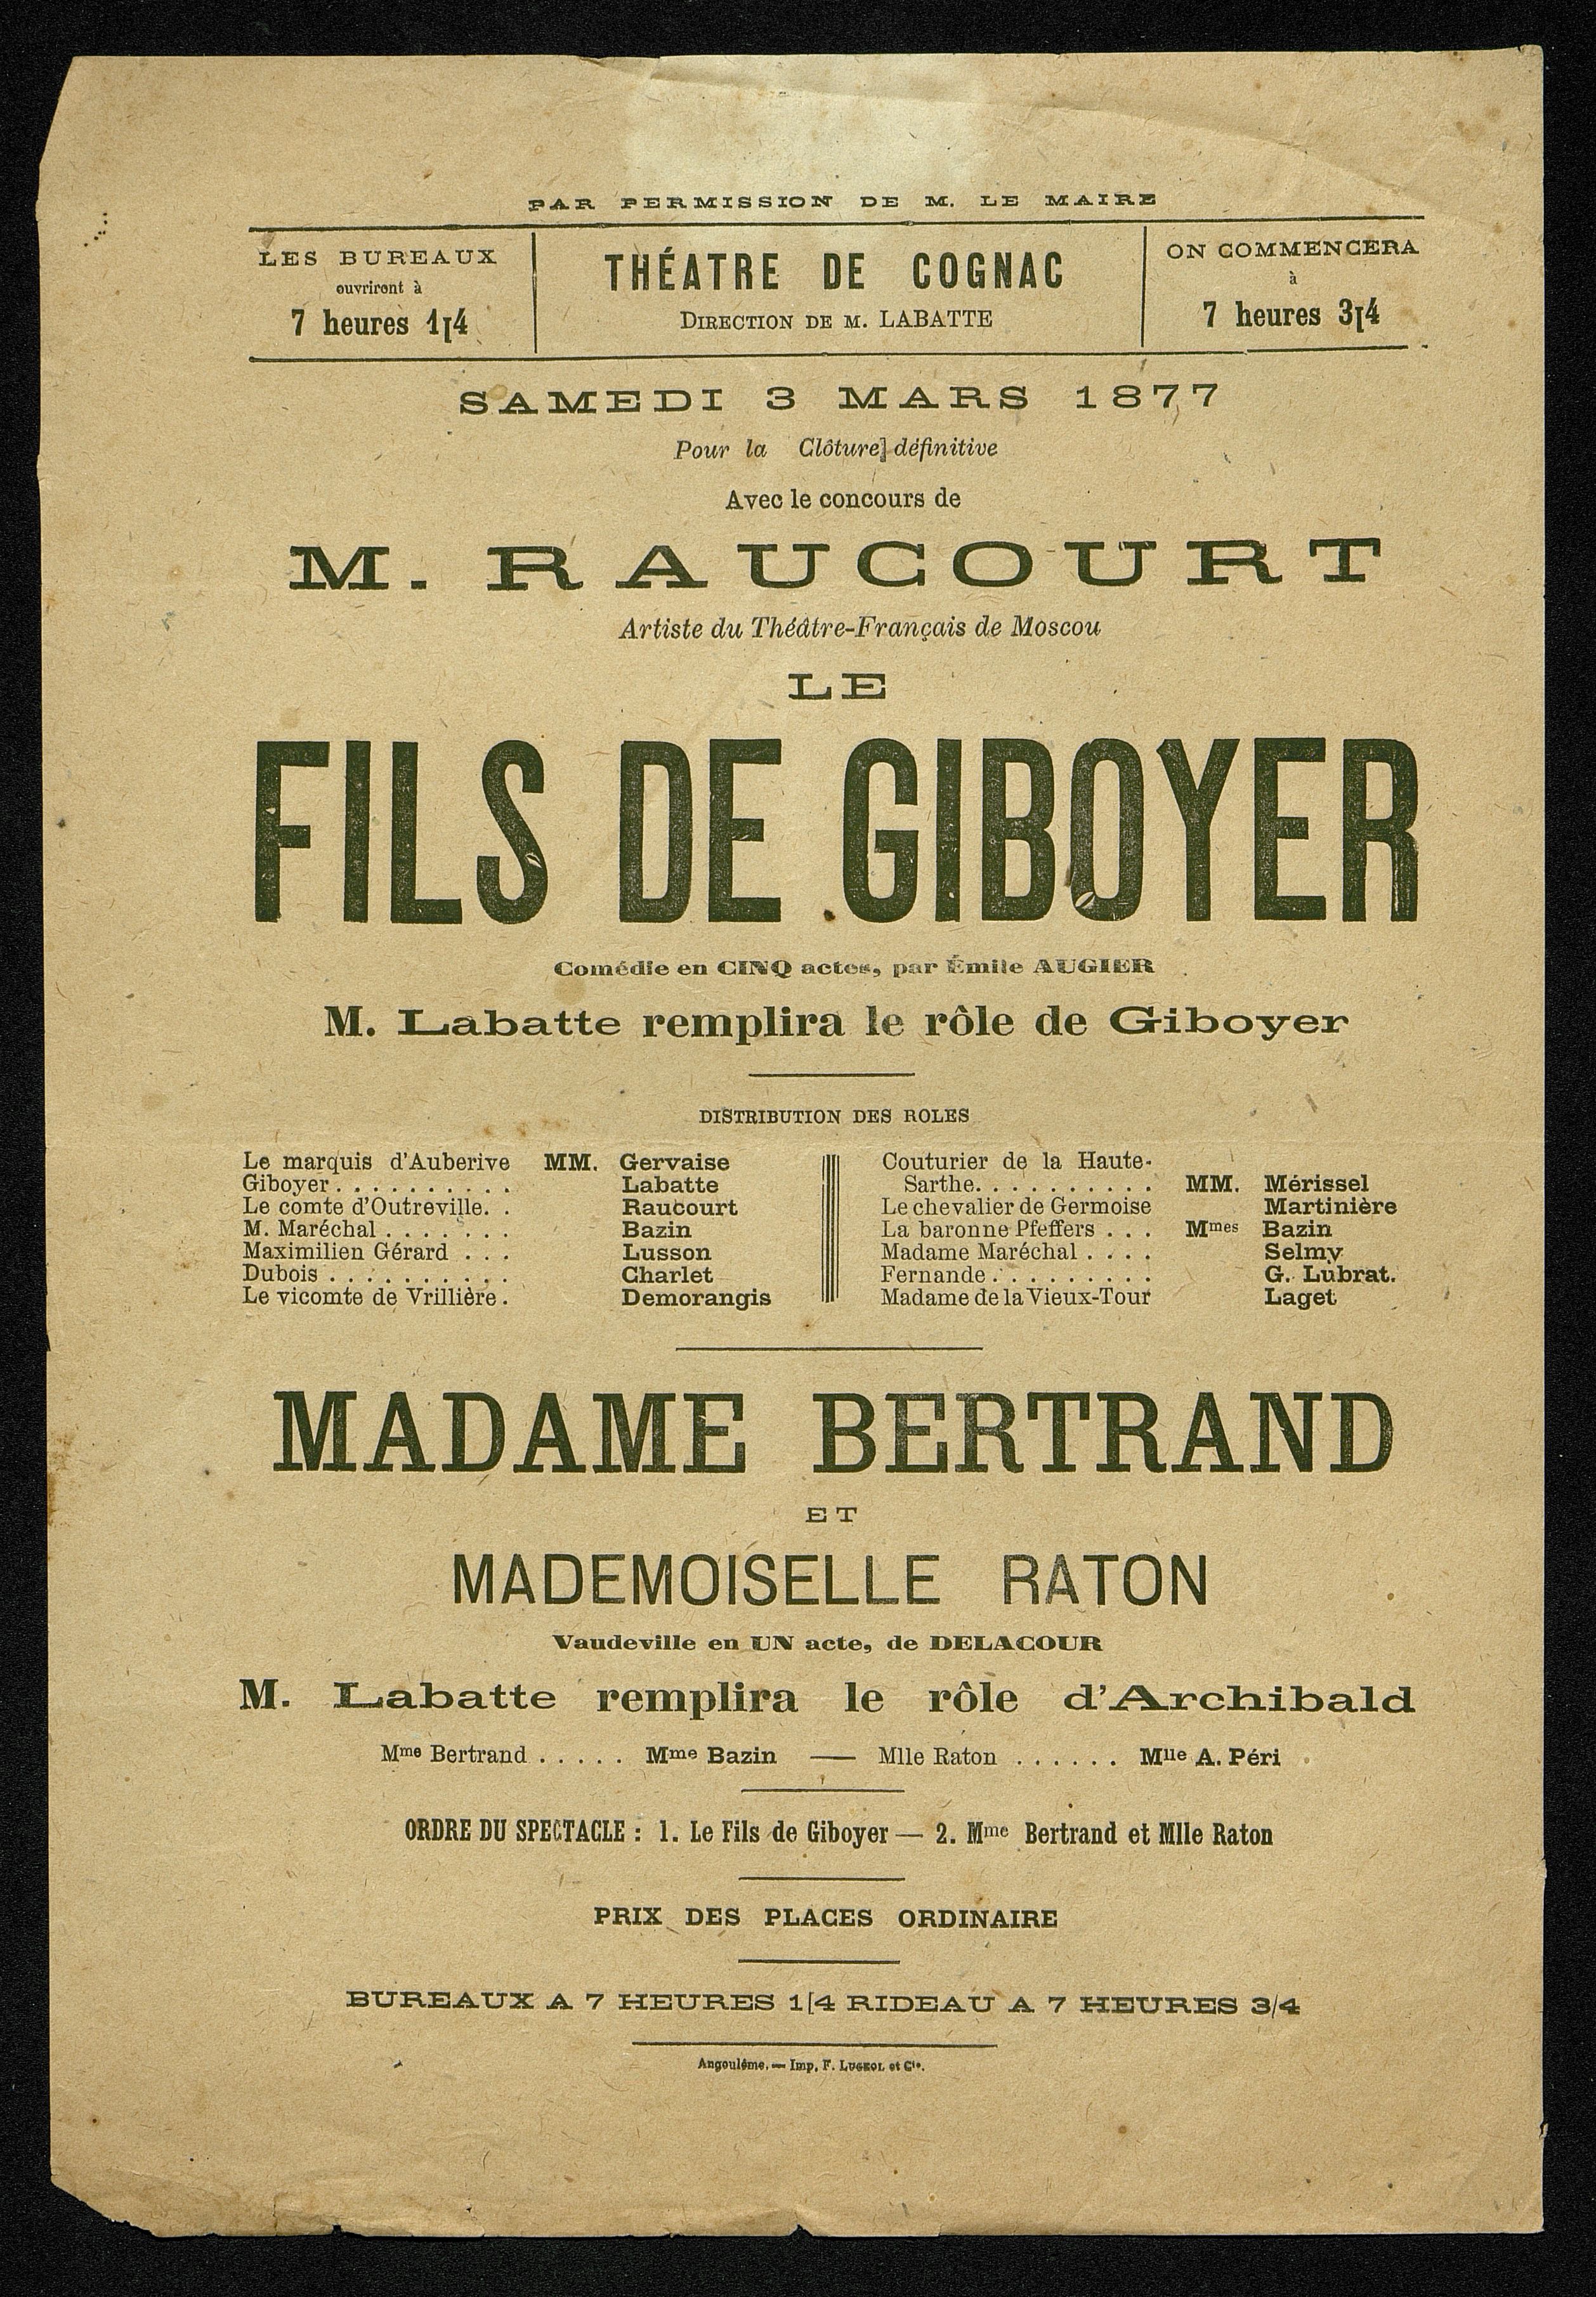 PAR PERMISSION DE M. LE MAIRE
LES BUREAUX
ouvriront à
7 heures 1[4
THÉATRE DE COGNAC
DIRECTION DE M. LABATTE
ON COMMENCERA
à
7 heures 3[4
SAMEDI 3 MARS 1877
Pour la Clôture] définitive
Avec le concours de
M. RAUCOURT
Artiste du Théâtre-Français de Moscou
LE
FILS DE GIBOYER
Comédie en CINQ actes, par Émile AUGIER
M. Labatte remplira le rôle de Giboyer
DISTRIBUTION DES ROLES
Le marquis d'Auberive MM. Gervaise
Giboyer . . . . . . . . . . Labatte
Le comte d'Outreville. . Raucourt
M. Maréchal . . . . . . . Bazin
Maximilien Gérard . . . Lusson
Dubois . . . . . . . . . . Charlet
Le vicomte de Vrillière . Demorangis
Couturier de la Haute-
Sarthe. . . . . . . . . . MM. Mérissel
Le chevalier de Germoise Martinière
La baronne Pfeffers . . . Mmes Bazin
Madame Maréchal . . . . Selmy
Fernande . . . . . . . . . G. Lubrat.
Madame de la Vieux-Tour Laget
MADAME BERTRAND
ET
MADEMOISELLE RATON
Vaudeville en UN acte, de DELACOUR
M. Labatte remplira le rôle d'Archibald
Mme Bertrand . . . . . Mme Bazin — Mlle Raton . . . . . . Mlle A. Péri
ORDRE DU SPECTACLE : 1. Le Fils de Giboyer — 2. Mme Bertrand et Mlle Raton
PRIX DES PLACES ORDINAIRE
BUREAUX A 7 HEURES 1[4 RIDEAU A 7 HEURES 3/4
Angoulême. — Imp. F. LUGEOL et Cie.